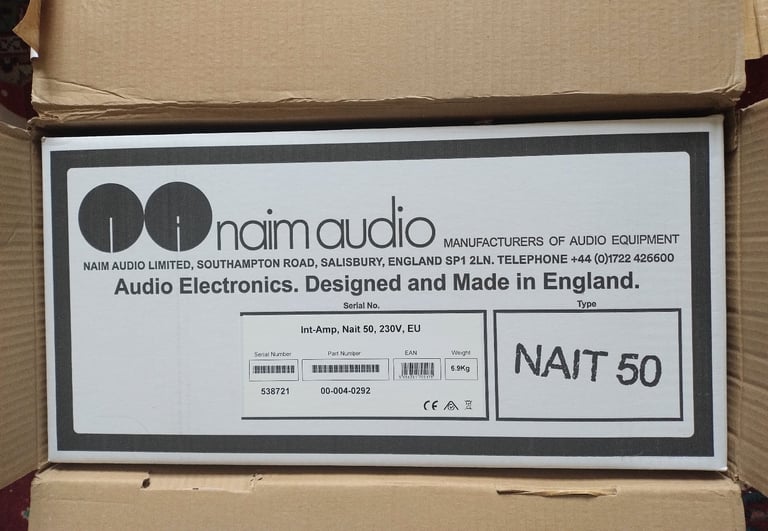 naim audio MANUFACTURERS OF AUDIO EQUIPMENT
NAIM AUDIO LIMITED, SOUTHAMPTON ROAD, SALISBURY, ENGLAND SP1 2LN. TELEPHONE +44 (0)1722 426600
Audio Electronics. Designed and Made in England.
Serial No. Type
Int-Amp, Nait 50, 230V, EU
Serial Number Part Number EAN Weight
6.9Kg
538721 00-004-0292
CE
NAIT 50